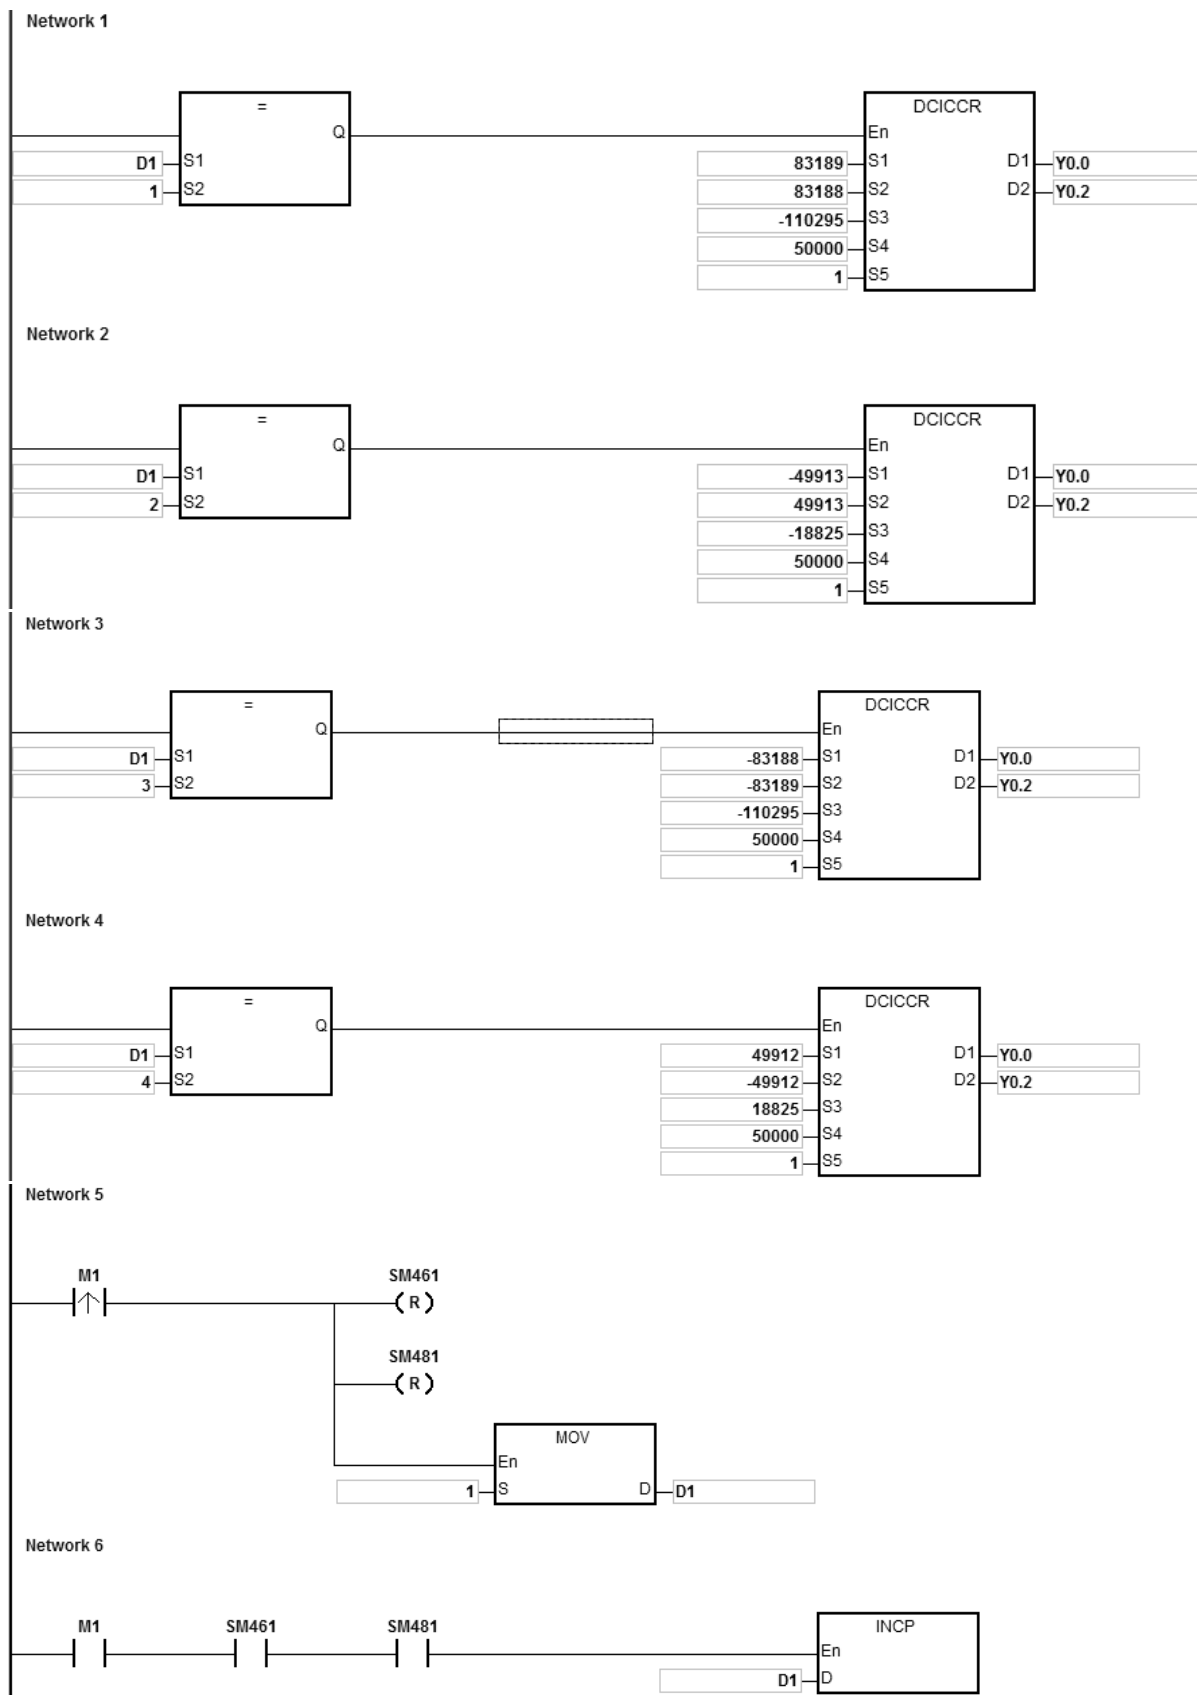 Network 1
= DCICCR
Q En
D1 S1 83189 S1 D1 Y0.0
1 S2 83188 S2 D2 Y0.2
-110295 S3
50000 S4
1 S5
Network 2
= DCICCR
Q En
D1 S1 -49913 S1 D1 Y0.0
2 S2 49913 S2 D2 Y0.2
-18825 S3
50000 S4
1 S5
Network 3
= DCICCR
Q En
D1 S1 -83188 S1 D1 Y0.0
3 S2 -83189 S2 D2 Y0.2
-110295 S3
50000 S4
1 S5
Network 4
= DCICCR
Q En
D1 S1 49912 S1 D1 Y0.0
4 S2 -49912 S2 D2 Y0.2
18825 S3
50000 S4
1 S5
Network 5
M1 SM461
R
SM481
R
MOV
En
1 S D D1
Network 6
M1 SM461 SM481 INCP
En
D1 D